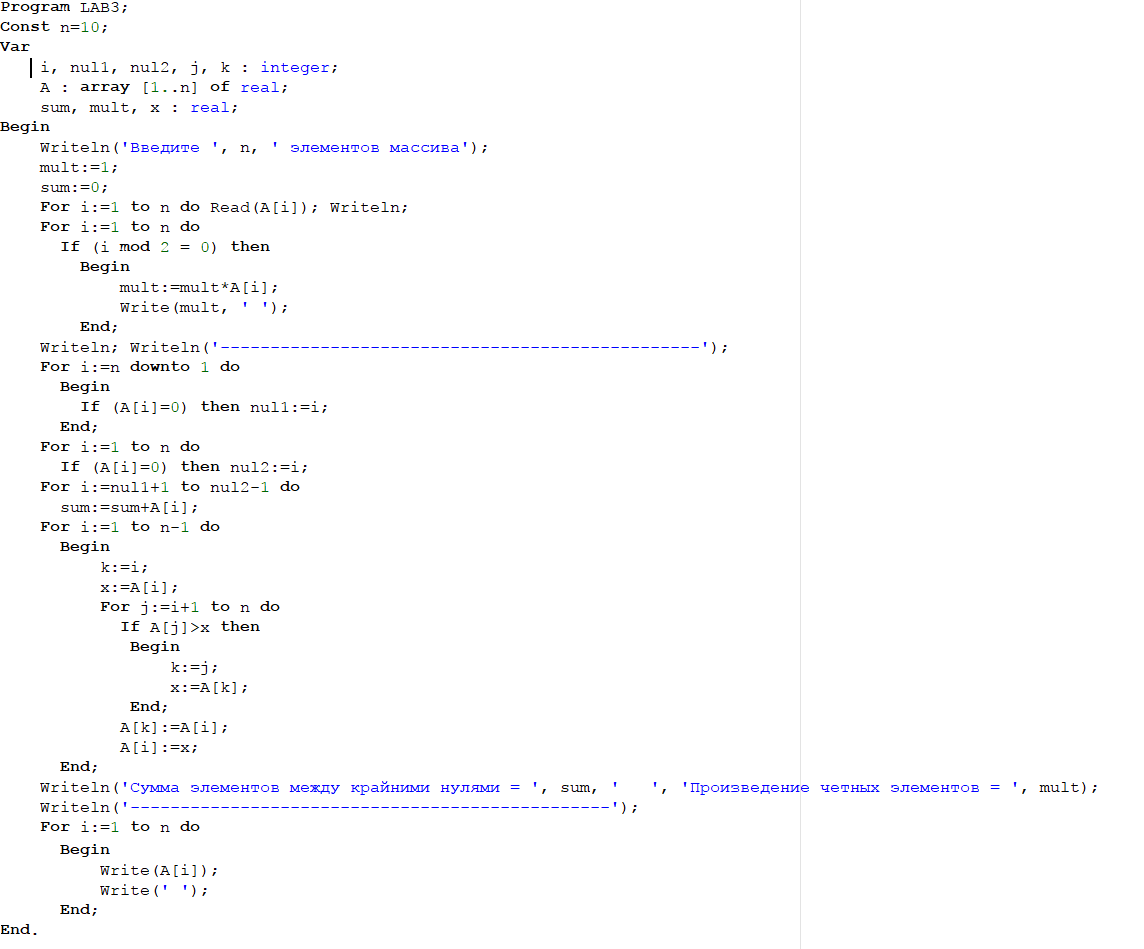 Program LAB3;
Const n=10;
Var
i, nul1, nul2, j, k : integer;
A : array [1..n] of real;
sum, mult, x : real;
Begin
Writeln('Введите ', n, ' элементов массива');
mult:=1;
sum:=0;
For i:=1 to n do Read(A[i]); Writeln;
For i:=1 to n do
If (i mod 2 = 0) then
Begin
mult:=mult*A[i];
Write(mult, ' ');
End;
Writeln; Writeln('------------------------------------------------');
For i:=n downto 1 do
Begin
If (A[i]=0) then nul1:=i;
End;
For i:=1 to n do
If (A[i]=0) then nul2:=i;
For i:=nul1+1 to nul2-1 do
sum:=sum+A[i];
For i:=1 to n-1 do
Begin
k:=i;
x:=A[i];
For j:=i+1 to n do
If A[j]>x then
Begin
k:=j;
x:=A[k];
End;
A[k]:=A[i];
A[i]:=x;
End;
Writeln('Сумма элементов между крайними нулями = ', sum, '   ', 'Произведение четных элементов = ', mult);
Writeln('------------------------------------------------');
For i:=1 to n do
Begin
Write(A[i]);
Write(' ');
End;
End.